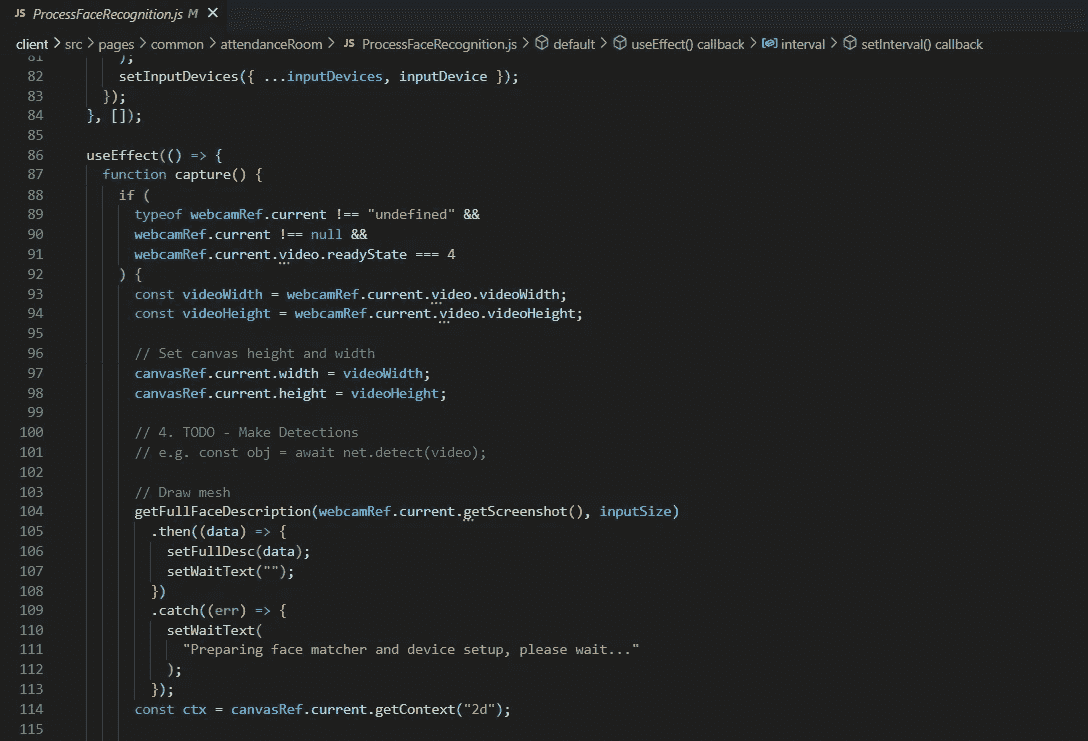 JS ProcessFaceRecognition.js M ×
client > src > pages > common > attendanceRoom > JS ProcessFaceRecognition.js > default > useEffect() callback > interval > setInterval() callback
81 );
82 setInputDevices({ ...inputDevices, inputDevice });
83 });
84 }, []);
85
86 useEffect(() => {
87 function capture() {
88 if (
89 typeof webcamRef.current !== "undefined" &&
90 webcamRef.current !== null &&
91 webcamRef.current.video.readyState === 4
92 ) {
93 const videoWidth = webcamRef.current.video.videoWidth;
94 const videoHeight = webcamRef.current.video.videoHeight;
95
96 // Set canvas height and width
97 canvasRef.current.width = videoWidth;
98 canvasRef.current.height = videoHeight;
99
100 // 4. TODO - Make Detections
101 // e.g. const obj = await net.detect(video);
102
103 // Draw mesh
104 getFullFaceDescription(webcamRef.current.getScreenshot(), inputSize)
105 .then((data) => {
106 setFullDesc(data);
107 setWaitText("");
108 })
109 .catch((err) => {
110 setWaitText(
111 "Preparing face matcher and device setup, please wait..."
112 );
113 });
114 const ctx = canvasRef.current.getContext("2d");
115